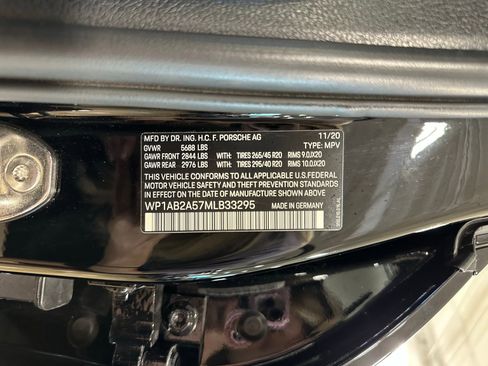 MFD. BY DR. ING. H.C. F. PORSCHE AG 11/20
GVWR 5688 LBS TYPE: MPV
GAWR FRONT 2844 LBS WITH: TIRES 265/45 R20 RIMS 9.0JX20
GAWR REAR 2976 LBS WITH: TIRES 295/40 R20 RIMS 10.0JX20
THIS VEHICLE CONFORMS TO ALL APPLICABLE U.S.FEDERAL
MOTOR VEHICLE SAFETY AND THEFT PREVENTION STANDARDS
IN EFFECT ON THE DATE OF MANUFACTURE SHOWN ABOVE.
WP1AB2A57MLB33295 MADE IN GERMANY